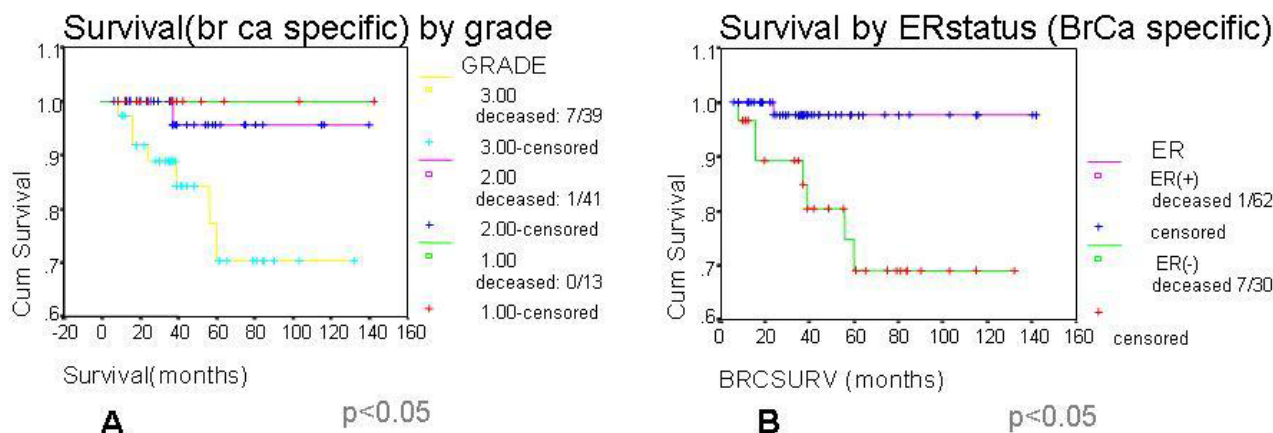 Survival(br ca specific) by grade
1.1
1.0
.9
.8
.7
.6
Cum Survival
-20 0 20 40 60 80 100 120 140 160
Survival(months)
GRADE
3.00
deceased: 7/39
3.00-censored
2.00
deceased: 1/41
2.00-censored
1.00
deceased: 0/13
1.00-censored
A
p<0.05
Survival by ERstatus (BrCa specific)
1.1
1.0
.9
.8
.7
.6
Cum Survival
0 20 40 60 80 100 120 140 160
BRCSURV (months)
ER
ER(+)
deceased 1/62
censored
ER(-)
deceased 7/30
censored
B
p<0.05